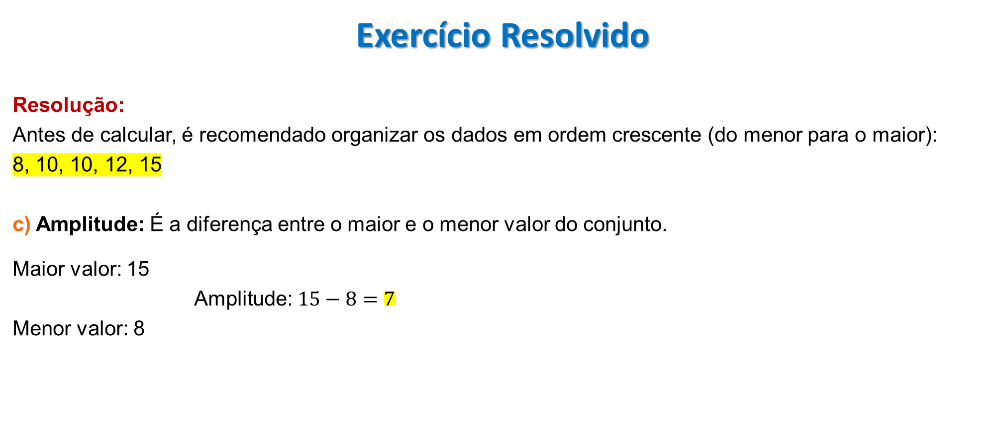 Exercício Resolvido
Resolução:
Antes de calcular, é recomendado organizar os dados em ordem crescente (do menor para o maior):
8, 10, 10, 12, 15
c) Amplitude: É a diferença entre o maior e o menor valor do conjunto.
Maior valor: 15
Amplitude: 15 − 8 = 7
Menor valor: 8